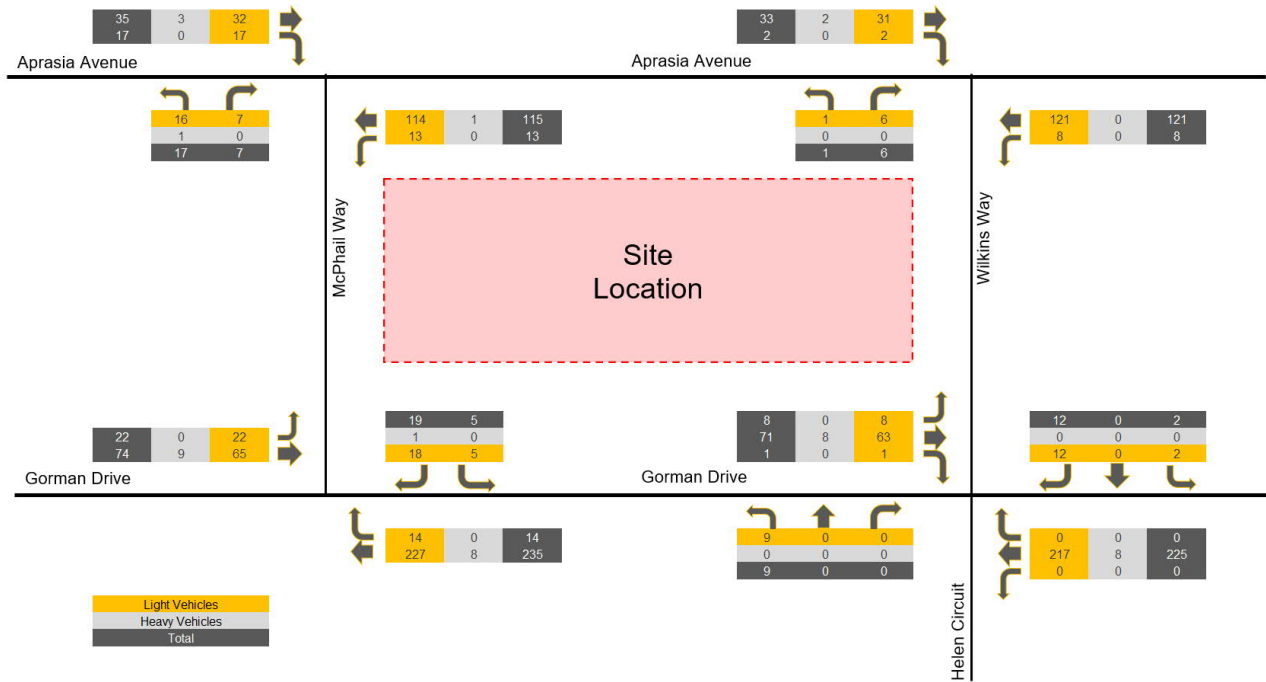 35 3 32
17 0 17
33 2 31
2 0 2
Aprasia Avenue
Aprasia Avenue
16 7
1 0
17 7
114 1 115
13 0 13
1 6
0 0
1 6
121 0 121
8 0 8
McPhail Way
Site
Location
Wilkins Way
22 0 22
74 9 65
19 5
1 0
18 5
8 0 8
71 8 63
1 0 1
12 0 2
0 0 0
12 0 2
Gorman Drive
Gorman Drive
14 0 14
227 8 235
9 0 0
0 0 0
9 0 0
0 0 0
217 8 225
0 0 0
Helen Circuit
Light Vehicles
Heavy Vehicles
Total